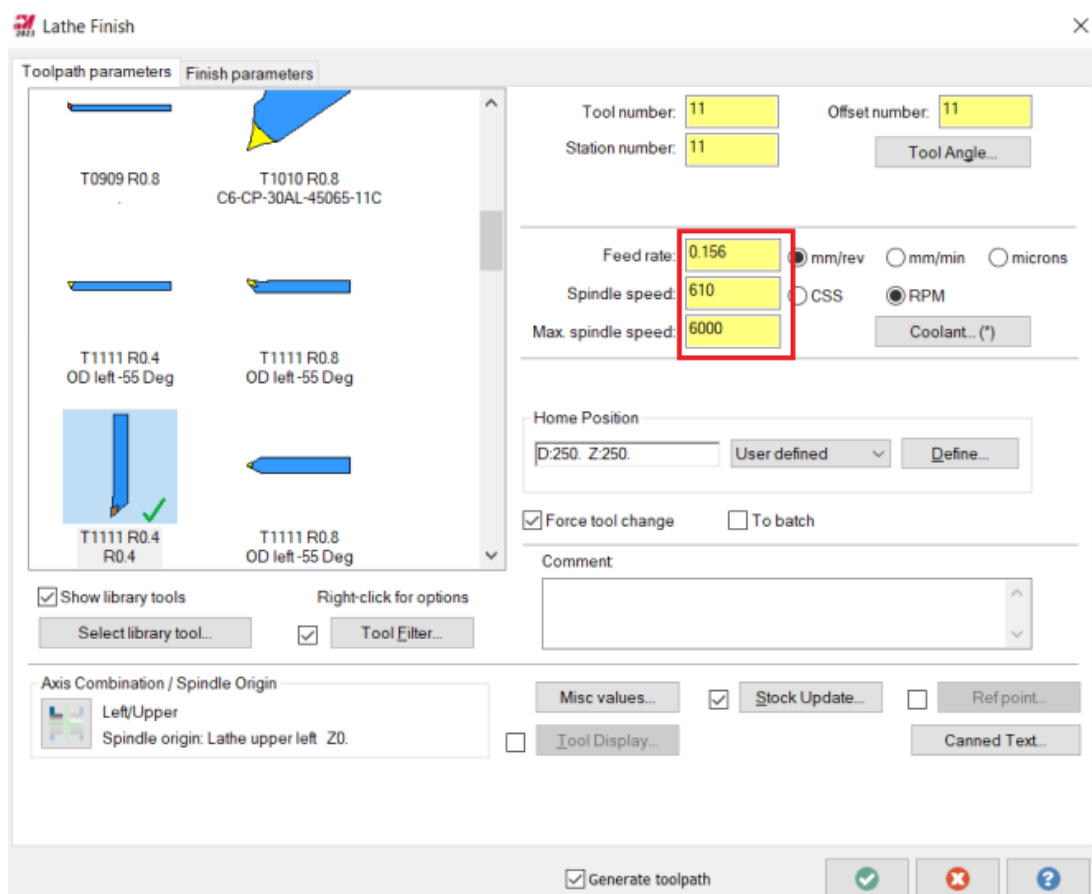 2023 Lathe Finish
Toolpath parameters Finish parameters
T0909 R0.8
.
T1010 R0.8
C6-CP-30AL-45065-11C
T1111 R0.4
OD left -55 Deg
T1111 R0.8
OD left -55 Deg
T1111 R0.4
R0.4
T1111 R0.8
OD left -55 Deg
Show library tools
Right-click for options
Select library tool...
Tool Filter...
Tool number: 11
Offset number: 11
Station number: 11
Tool Angle...
Feed rate: 0.156 mm/rev mm/min microns
Spindle speed: 610 CSS RPM
Max. spindle speed: 6000
Coolant... (*)
Home Position
D:250. Z:250. User defined Define...
Force tool change To batch
Comment
Axis Combination / Spindle Origin
Left/Upper
Spindle origin: Lathe upper left Z0.
Misc values... Stock Update... Ref point...
Tool Display... Canned Text...
Generate toolpath